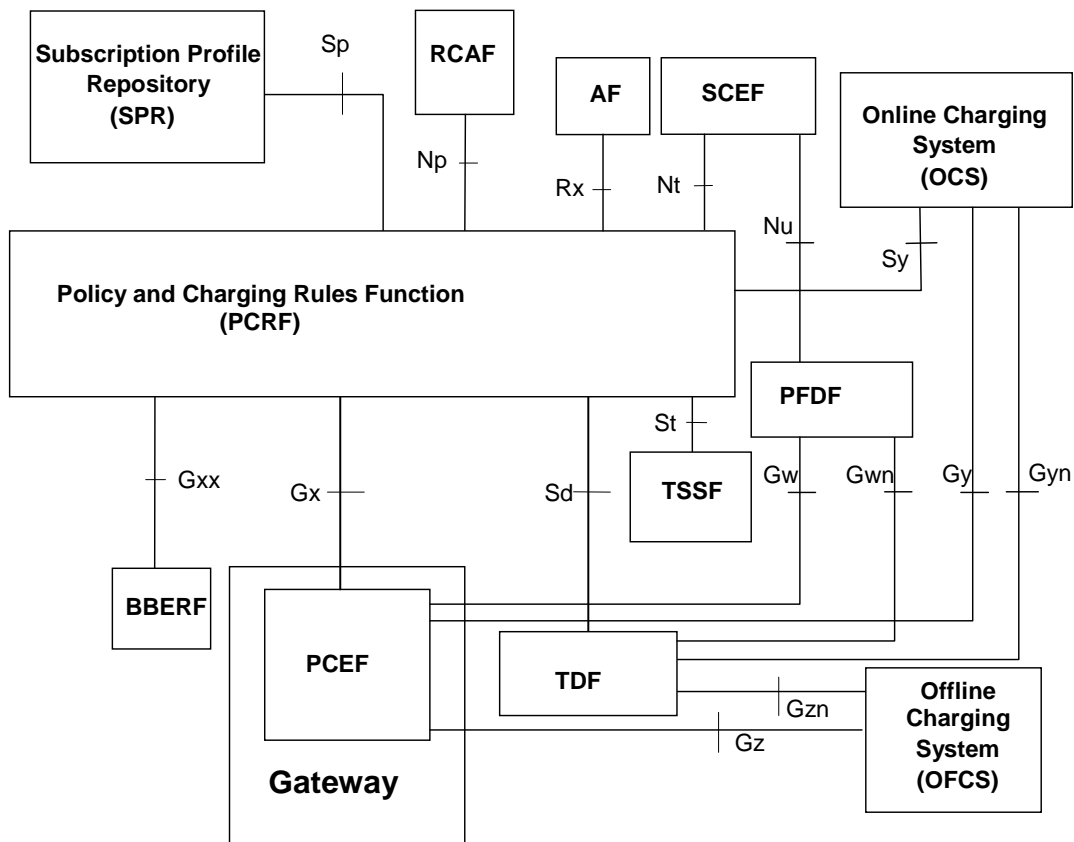 Subscription Profile
Repository
(SPR)
Sp
RCAF
AF
SCEF
Online Charging
System
(OCS)
Np
Rx
Nt
Nu
Sy
Policy and Charging Rules Function
(PCRF)
PFDF
St
Gxx
Gx
Sd
TSSF
Gw
Gwn
Gy
Gyn
BBERF
PCEF
TDF
Offline
Charging
System
(OFCS)
Gzn
Gz
Gateway